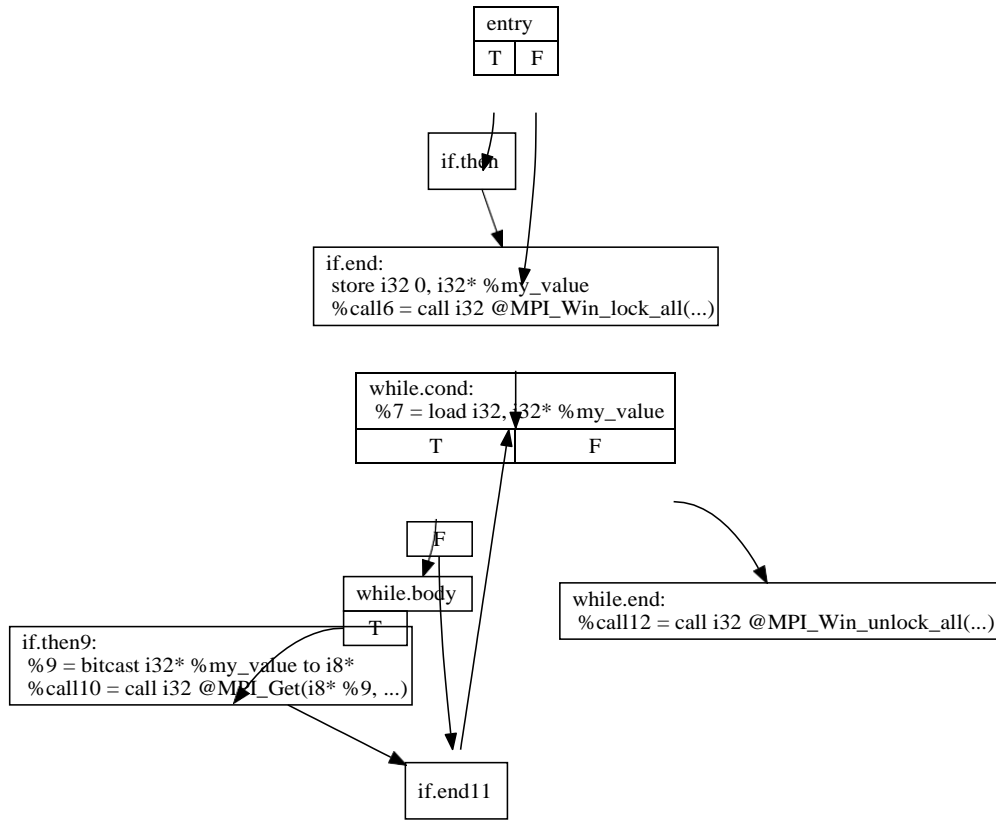 entry
T F
if.then
if.end:
store i32 0, i32* %my_value
%call6 = call i32 @MPI_Win_lock_all(...)
while.cond:
%7 = load i32, i32* %my_value
T F
F
while.body
T
while.end:
%call12 = call i32 @MPI_Win_unlock_all(...)
if.then9:
%9 = bitcast i32* %my_value to i8*
%call10 = call i32 @MPI_Get(i8* %9, ...)
if.end11